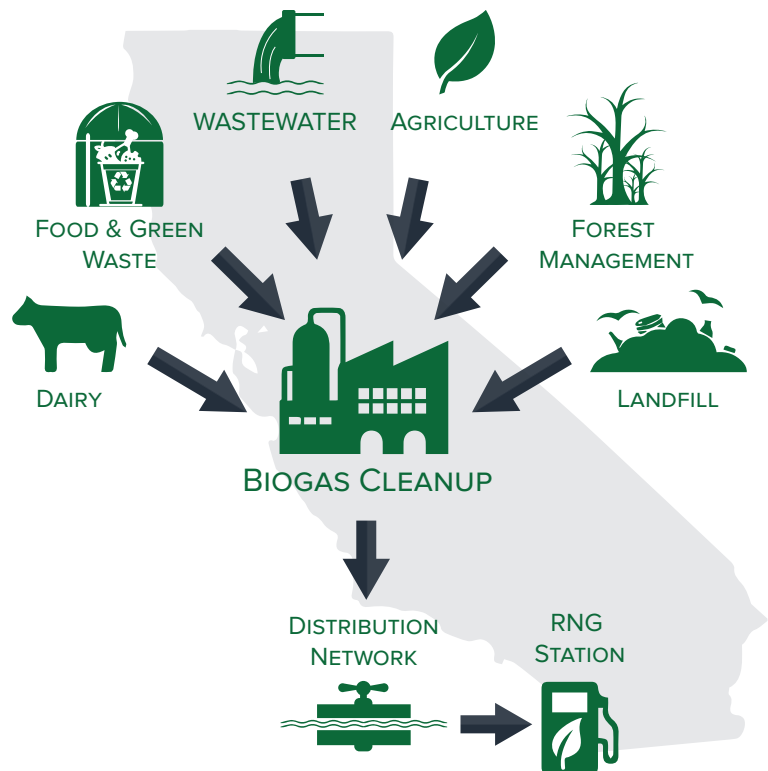 WASTEWATER
AGRICULTURE
FOOD & GREEN
WASTE
FOREST
MANAGEMENT
DAIRY
LANDFILL
BIOGAS CLEANUP
DISTRIBUTION
NETWORK
RNG
STATION